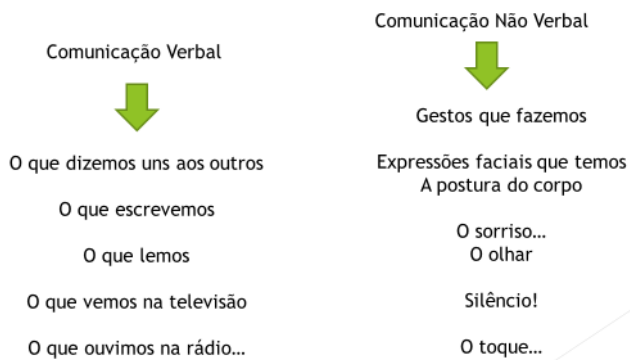 Comunicação Verbal
O que dizemos uns aos outros
O que escrevemos
O que lemos
O que vemos na televisão
O que ouvimos na rádio…
Comunicação Não Verbal
Gestos que fazemos
Expressões faciais que temos
A postura do corpo
O sorriso…
O olhar
Silêncio!
O toque…